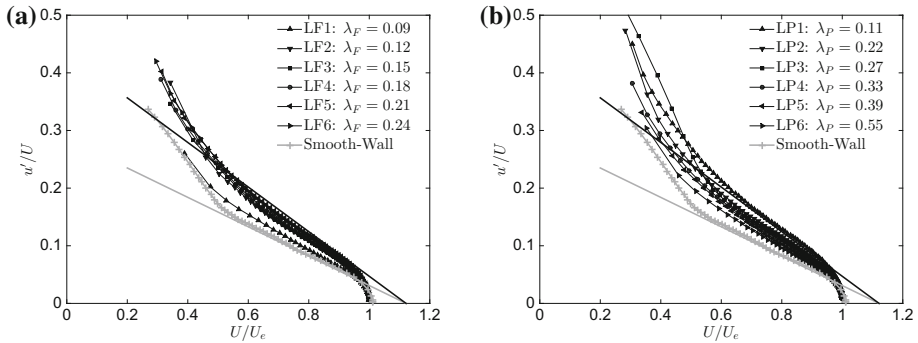 (a)
0.5
0.4
0.3
0.2
0.1
0
u′/U
0 0.2 0.4 0.6 0.8 1 1.2
U/Ue
LF1: λF = 0.09
LF2: λF = 0.12
LF3: λF = 0.15
LF4: λF = 0.18
LF5: λF = 0.21
LF6: λF = 0.24
Smooth-Wall
(b)
0.5
0.4
0.3
0.2
0.1
0
u′/U
0 0.2 0.4 0.6 0.8 1 1.2
U/Ue
LP1: λP = 0.11
LP2: λP = 0.22
LP3: λP = 0.27
LP4: λP = 0.33
LP5: λP = 0.39
LP6: λP = 0.55
Smooth-Wall